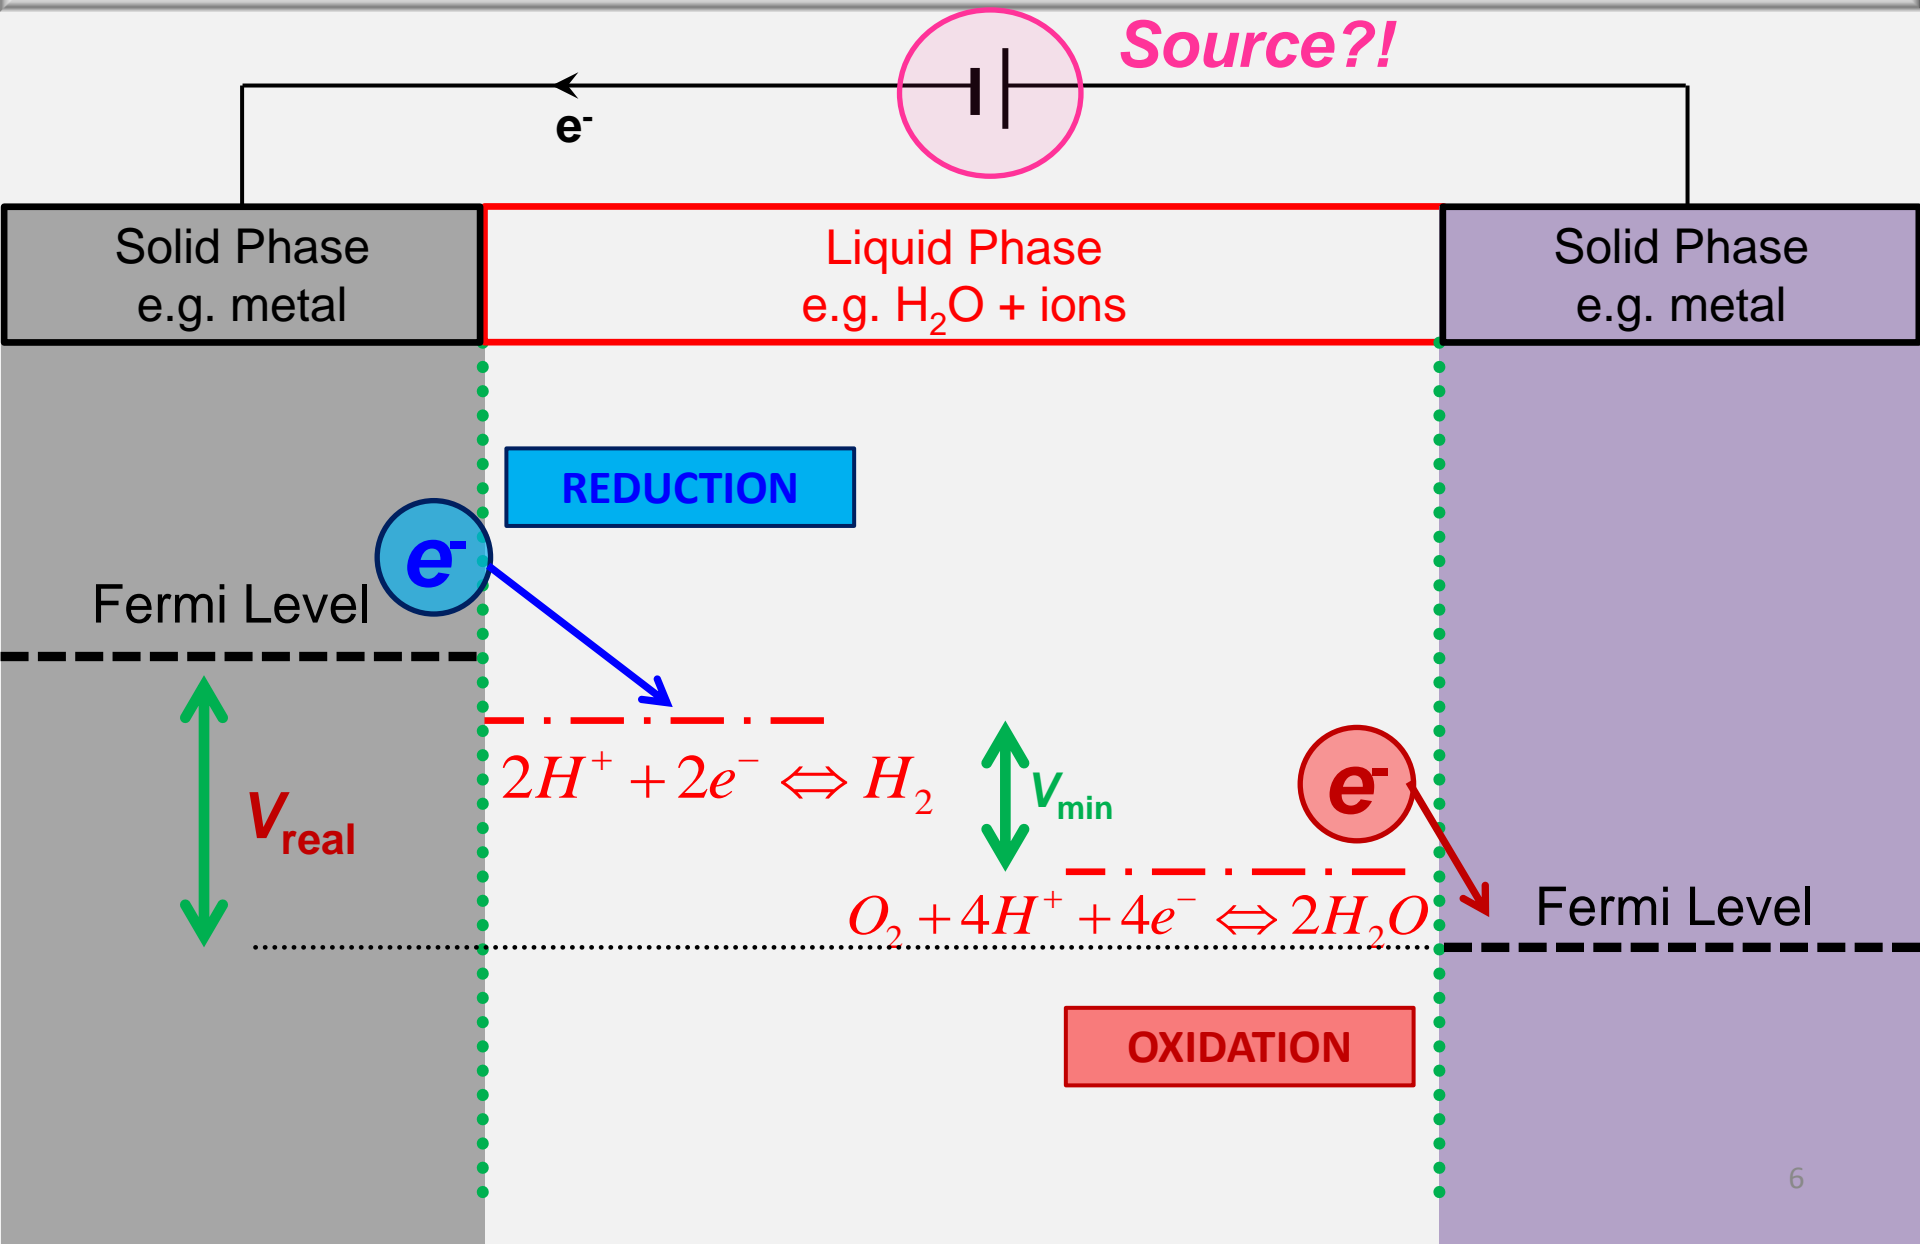 Source?!
e-
Solid Phase
e.g. metal
Liquid Phase
e.g. H₂O + ions
Solid Phase
e.g. metal
REDUCTION
e-
Fermi Level
2H⁺ + 2e⁻ ⇔ H₂
Vmin
e-
Vreal
O₂ + 4H⁺ + 4e⁻ ⇔ 2H₂O
Fermi Level
OXIDATION
6